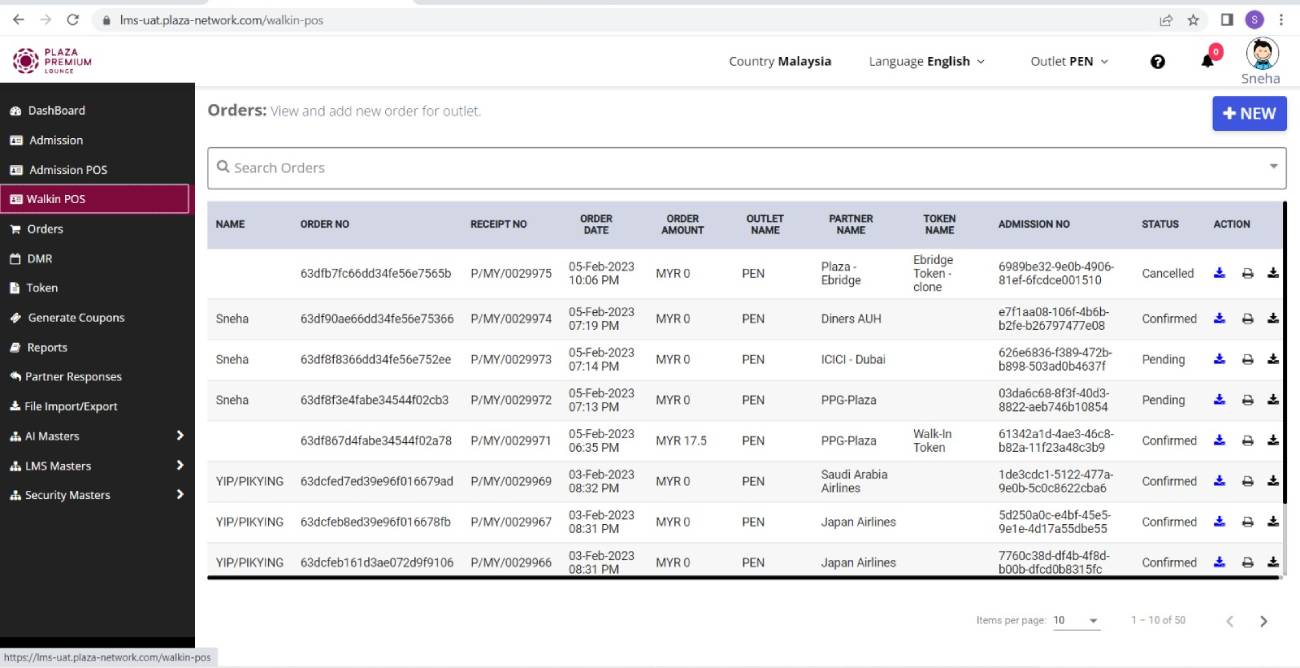 lms-uat.plaza-network.com/walkin-pos
S
PLAZA
PREMIUM
LOUNGE
Country Malaysia
Language English
Outlet PEN
?
0
Sneha
DashBoard
Admission
Admission POS
Walkin POS
Orders
DMR
Token
Generate Coupons
Reports
Partner Responses
File Import/Export
AI Masters
LMS Masters
Security Masters
Orders: View and add new order for outlet.
+ NEW
Search Orders
NAME ORDER NO RECEIPT NO ORDER DATE ORDER AMOUNT OUTLET NAME PARTNER NAME TOKEN NAME ADMISSION NO STATUS ACTION
63dfb7fc66dd34fe56e7565b P/MY/0029975 05-Feb-2023 10:06 PM MYR 0 PEN Plaza - Ebridge Ebridge Token - clone 6989be32-9e0b-4906-81ef-6fcdce001510 Cancelled
Sneha 63df90ae66dd34fe56e75366 P/MY/0029974 05-Feb-2023 07:19 PM MYR 0 PEN Diners AUH e7f1aa08-106f-4b6b-b2fe-b26797477e08 Confirmed
Sneha 63df8f8366dd34fe56e752ee P/MY/0029973 05-Feb-2023 07:14 PM MYR 0 PEN ICICI - Dubai 626e6836-f389-472b-b898-503ad0b4637f Pending
Sneha 63df8f3e4fabe34544f02cb3 P/MY/0029972 05-Feb-2023 07:13 PM MYR 0 PEN PPG-Plaza 03da6c68-8f3f-40d3-8822-aeb746b10854 Pending
63df867d4fabe34544f02a78 P/MY/0029971 05-Feb-2023 06:35 PM MYR 17.5 PEN PPG-Plaza Walk-In Token 61342a1d-4ae3-46c8-b82a-11f23a48c3b9 Confirmed
YIP/PIKYING 63dcfed7ed39e96f016679ad P/MY/0029969 03-Feb-2023 08:32 PM MYR 0 PEN Saudi Arabia Airlines 1de3cdc1-5122-477a-9e0b-5c0c8622cba6 Confirmed
YIP/PIKYING 63dcfeb8ed39e96f016678fb P/MY/0029967 03-Feb-2023 08:31 PM MYR 0 PEN Japan Airlines 5d250a0c-e4bf-45e5-9e1e-4d17a55dbe55 Confirmed
YIP/PIKYING 63dcfeb161d3ae072d9f9106 P/MY/0029966 03-Feb-2023 08:31 PM MYR 0 PEN Japan Airlines 7760c38d-df4b-4f8d-b00b-dfcd0b8315fc Confirmed
Items per page: 10 1 – 10 of 50
https://lms-uat.plaza-network.com/walkin-pos